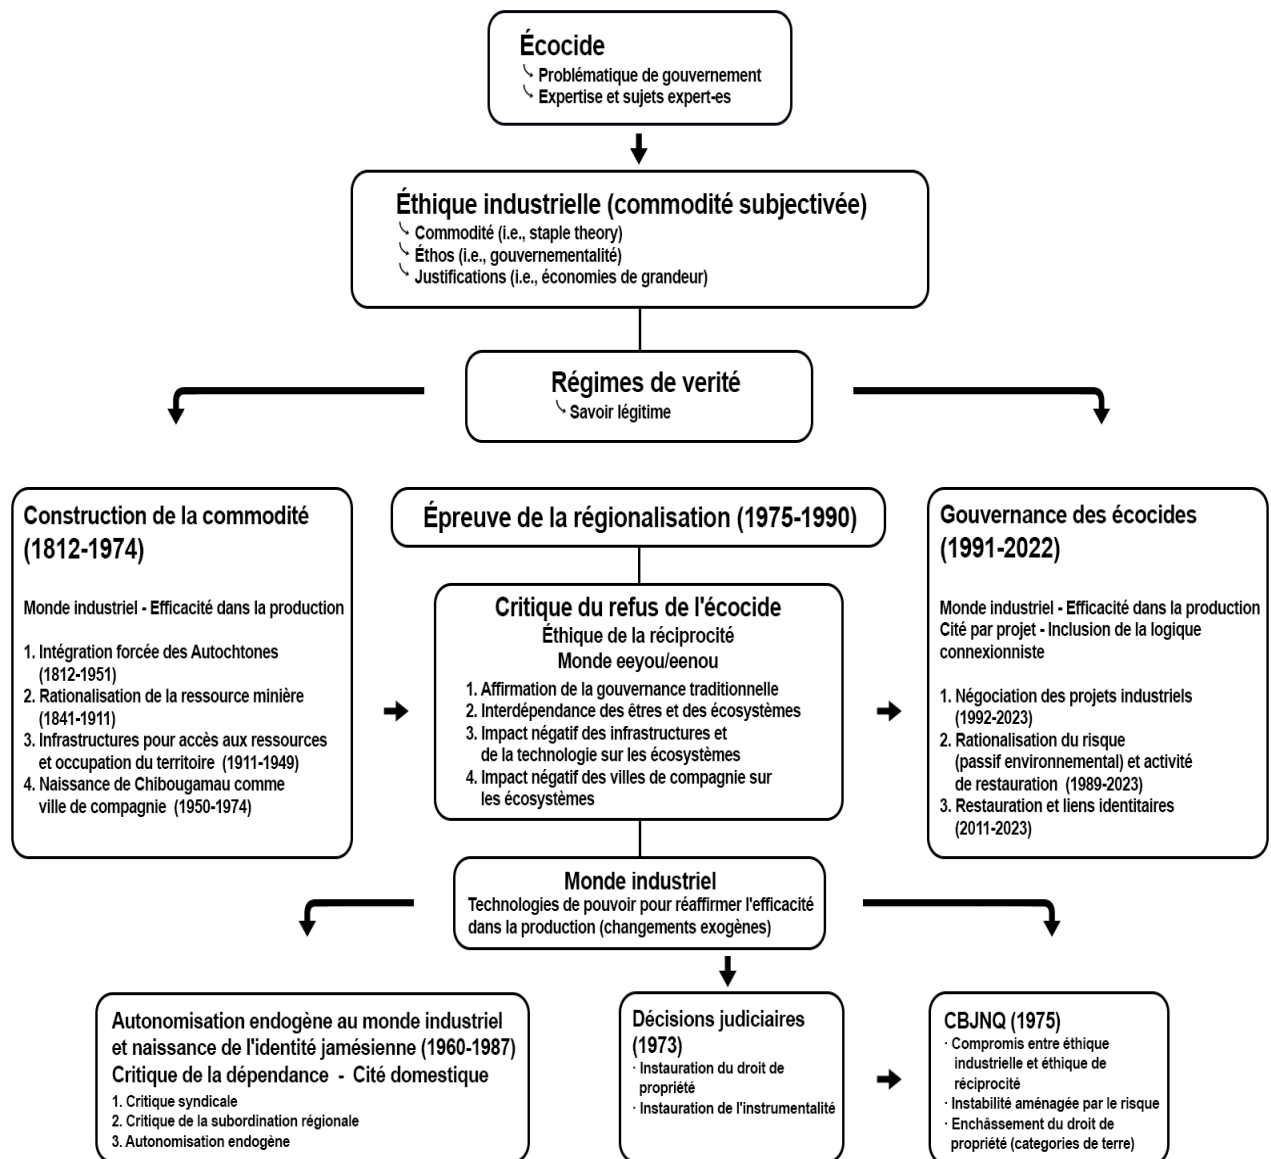 Écocide
Problématique de gouvernement
Expertise et sujets expert-es
Éthique industrielle (commodité subjectivée)
Commodité (i.e., staple theory)
Éthos (i.e., gouvernementalité)
Justifications (i.e., économies de grandeur)
Régimes de verité
Savoir légitime
Construction de la commodité
(1812-1974)
Monde industriel - Efficacité dans la production
1. Intégration forcée des Autochtones
(1812-1951)
2. Rationalisation de la ressource minière
(1841-1911)
3. Infrastructures pour accès aux ressources
et occupation du territoire (1911-1949)
4. Naissance de Chibougamau comme
ville de compagnie (1950-1974)
Épreuve de la régionalisation (1975-1990)
Critique du refus de l'écocide
Éthique de la réciprocité
Monde eeyou/eenou
1. Affirmation de la gouvernance traditionnelle
2. Interdépendance des êtres et des écosystèmes
3. Impact négatif des infrastructures et
de la technologie sur les écosystèmes
4. Impact négatif des villes de compagnie sur
les écosystèmes
Gouvernance des écocides
(1991-2022)
Monde industriel - Efficacité dans la production
Cité par projet - Inclusion de la logique
connexionniste
1. Négociation des projets industriels
(1992-2023)
2. Rationalisation du risque
(passif environnemental) et activité
de restauration (1989-2023)
3. Restauration et liens identitaires
(2011-2023)
Monde industriel
Technologies de pouvoir pour réaffirmer l'efficacité
dans la production (changements exogènes)
Autonomisation endogène au monde industriel
et naissance de l'identité jamésienne (1960-1987)
Critique de la dépendance - Cité domestique
1. Critique syndicale
2. Critique de la subordination régionale
3. Autonomisation endogène
Décisions judiciaires
(1973)
· Instauration du droit de
propriété
· Instauration de l'instrumentalité
CBJNQ (1975)
· Compromis entre éthique
industrielle et éthique de
réciprocité
· Instabilité aménagée par le risque
· Enchâssement du droit de
propriété (categories de terre)